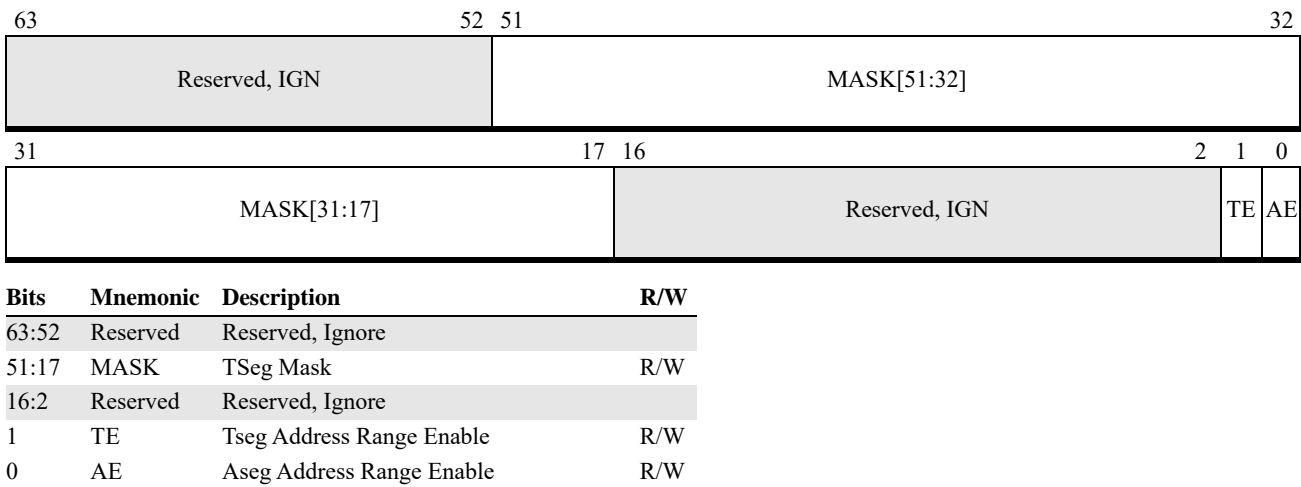 63 52 51 32
Reserved, IGN MASK[51:32]
31 17 16 2 1 0
MASK[31:17] Reserved, IGN TE AE
Bits Mnemonic Description R/W
63:52 Reserved Reserved, Ignore
51:17 MASK TSeg Mask R/W
16:2 Reserved Reserved, Ignore
1 TE Tseg Address Range Enable R/W
0 AE Aseg Address Range Enable R/W